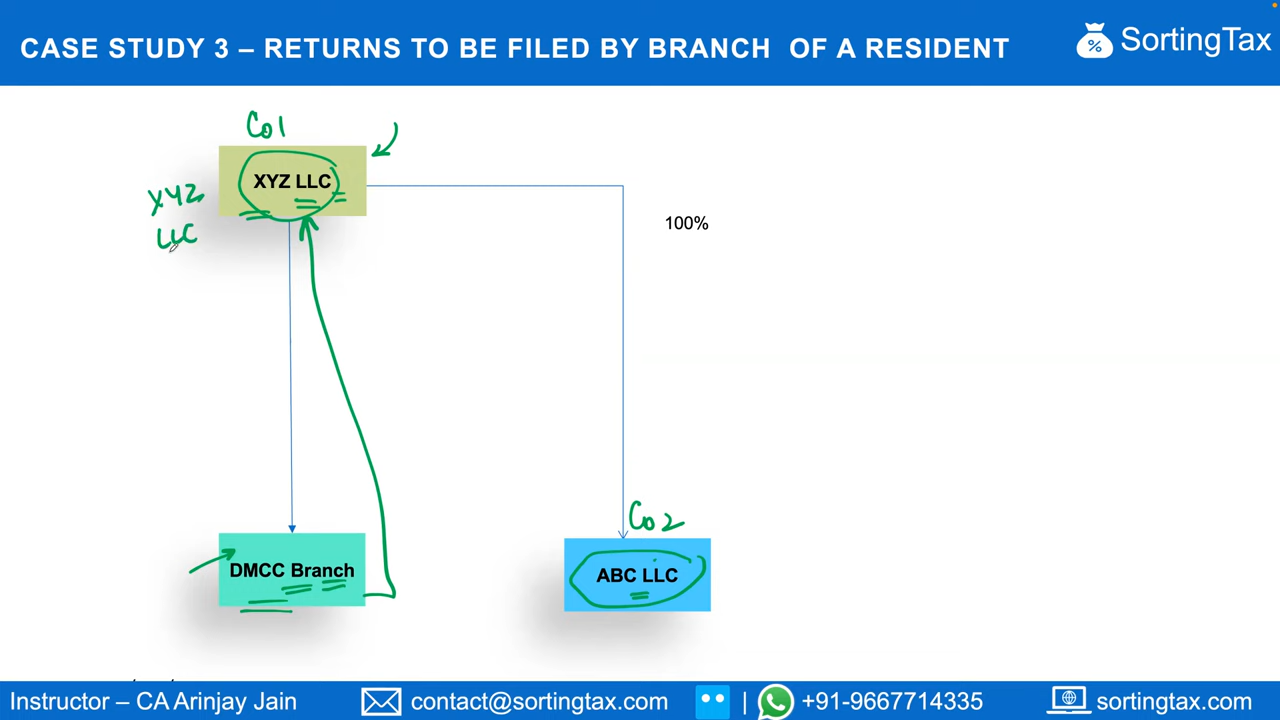 CASE STUDY 3 – RETURNS TO BE FILED BY BRANCH OF A RESIDENT
% SortingTax
Co1
XYZ LLC
XYZ
LLC
100%
Co2
DMCC Branch
ABC LLC
Instructor – CA Arinjay Jain
contact@sortingtax.com
| +91-9667714335
sortingtax.com